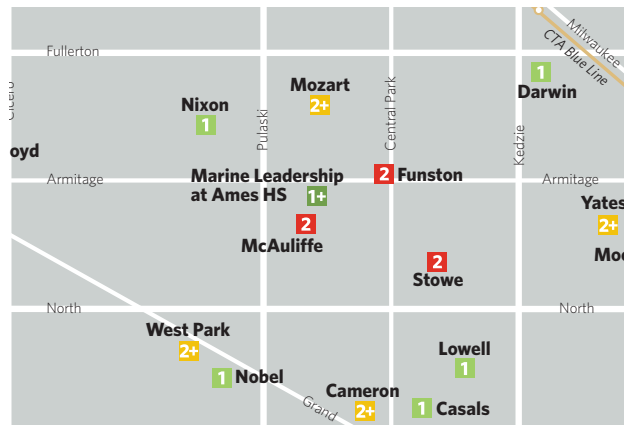 Milwaukee
CTA Blue Line
Fullerton
1
Darwin
Mozart
2+
Nixon
1
Cicero
Pulaski
Central Park
Kedzie
oyd
Armitage
Marine Leadership
at Ames HS
1+
2 Funston
Armitage
Yates
2+
Moo
2
McAuliffe
2
Stowe
North
North
West Park
2+
1 Nobel
Lowell
1
Cameron
2+
1 Casals
Grand